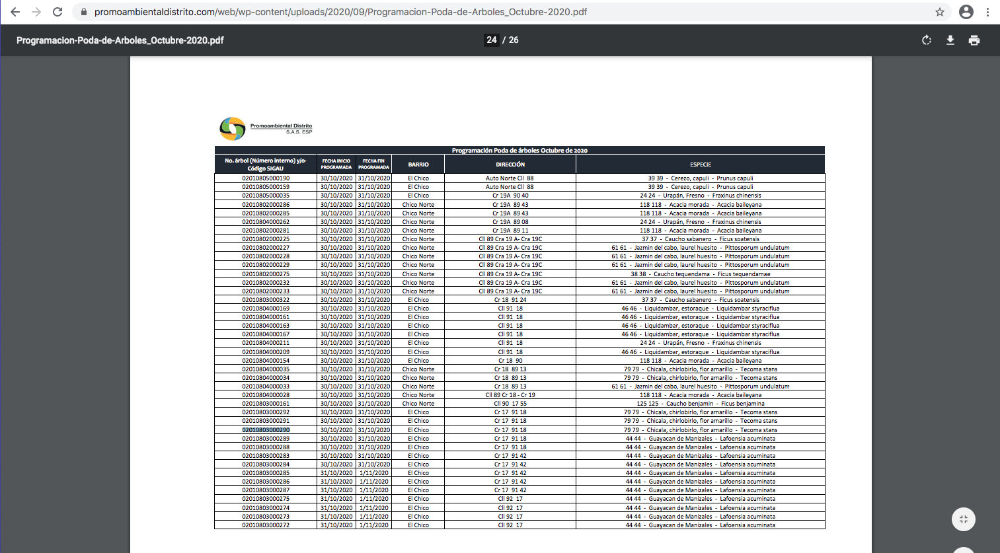 promoambientaldistrito.com/web/wp-content/uploads/2020/09/Programacion-Poda-de-Arboles_Octubre-2020.pdf
Programacion-Poda-de-Arboles_Octubre-2020.pdf 24 / 26
Promoambiental Distrito
S.A.S. ESP
Programación Poda de árboles Octubre de 2020
No. árbol (Número interno) y/o- Código SIGAU FECHA INICIO PROGRAMADA FECHA FIN PROGRAMADA BARRIO DIRECCIÓN ESPECIE
02010805000190 30/10/2020 31/10/2020 El Chico Auto Norte Cll 88 39 39 - Cerezo, capuli - Prunus capuli
02010805000159 30/10/2020 31/10/2020 El Chico Auto Norte Cll 88 39 39 - Cerezo, capuli - Prunus capuli
02010805000035 30/10/2020 31/10/2020 El Chico Cr 19A 90 40 24 24 - Urapán, Fresno - Fraxinus chinensis
02010802000286 30/10/2020 31/10/2020 Chico Norte Cr 19A 89 43 118 118 - Acacia morada - Acacia baileyana
02010802000285 30/10/2020 31/10/2020 Chico Norte Cr 19A 89 43 118 118 - Acacia morada - Acacia baileyana
02010804000262 30/10/2020 31/10/2020 Chico Norte Cr 19A 89 08 24 24 - Urapán, Fresno - Fraxinus chinensis
02010802000281 30/10/2020 31/10/2020 Chico Norte Cr 19A 89 11 118 118 - Acacia morada - Acacia baileyana
02010802000225 30/10/2020 31/10/2020 Chico Norte Cll 89 Cra 19 A- Cra 19C 37 37 - Caucho sabanero - Ficus soatensis
02010802000227 30/10/2020 31/10/2020 Chico Norte Cll 89 Cra 19 A- Cra 19C 61 61 - Jazmin del cabo, laurel huesito - Pittosporum undulatum
02010802000228 30/10/2020 31/10/2020 Chico Norte Cll 89 Cra 19 A- Cra 19C 61 61 - Jazmin del cabo, laurel huesito - Pittosporum undulatum
02010802000229 30/10/2020 31/10/2020 Chico Norte Cll 89 Cra 19 A- Cra 19C 61 61 - Jazmin del cabo, laurel huesito - Pittosporum undulatum
02010802000275 30/10/2020 31/10/2020 Chico Norte Cll 89 Cra 19 A- Cra 19C 38 38 - Caucho tequendama - Ficus tequendamae
02010802000232 30/10/2020 31/10/2020 Chico Norte Cll 89 Cra 19 A- Cra 19C 61 61 - Jazmin del cabo, laurel huesito - Pittosporum undulatum
02010802000233 30/10/2020 31/10/2020 Chico Norte Cll 89 Cra 19 A- Cra 19C 61 61 - Jazmin del cabo, laurel huesito - Pittosporum undulatum
02010803000322 30/10/2020 31/10/2020 El Chico Cr 18 91 24 37 37 - Caucho sabanero - Ficus soatensis
02010804000169 30/10/2020 31/10/2020 El Chico Cll 91 18 46 46 - Liquidambar, estoraque - Liquidambar styraciflua
02010804000161 30/10/2020 31/10/2020 El Chico Cll 91 18 46 46 - Liquidambar, estoraque - Liquidambar styraciflua
02010804000163 30/10/2020 31/10/2020 El Chico Cll 91 18 46 46 - Liquidambar, estoraque - Liquidambar styraciflua
02010804000167 30/10/2020 31/10/2020 El Chico Cll 91 18 46 46 - Liquidambar, estoraque - Liquidambar styraciflua
02010804000211 30/10/2020 31/10/2020 El Chico Cll 91 18 24 24 - Urapán, Fresno - Fraxinus chinensis
02010804000209 30/10/2020 31/10/2020 El Chico Cll 91 18 46 46 - Liquidambar, estoraque - Liquidambar styraciflua
02010804000154 30/10/2020 31/10/2020 El Chico Cr 18 90 118 118 - Acacia morada - Acacia baileyana
02010804000035 30/10/2020 31/10/2020 Chico Norte Cr 18 89 13 79 79 - Chicala, chirlobirlo, flor amarillo - Tecoma stans
02010804000034 30/10/2020 31/10/2020 Chico Norte Cr 18 89 13 79 79 - Chicala, chirlobirlo, flor amarillo - Tecoma stans
02010804000033 30/10/2020 31/10/2020 Chico Norte Cr 18 89 13 61 61 - Jazmin del cabo, laurel huesito - Pittosporum undulatum
02010804000028 30/10/2020 31/10/2020 Chico Norte Cll 89 Cr 18 - Cr 19 118 118 - Acacia morada - Acacia baileyana
02010803000161 30/10/2020 31/10/2020 Chico Norte Cll 90 17 55 125 125 - Caucho benjamin - Ficus benjamina
02010803000292 30/10/2020 31/10/2020 El Chico Cr 17 91 18 79 79 - Chicala, chirlobirlo, flor amarillo - Tecoma stans
02010803000291 30/10/2020 31/10/2020 El Chico Cr 17 91 18 79 79 - Chicala, chirlobirlo, flor amarillo - Tecoma stans
02010803000290 30/10/2020 31/10/2020 El Chico Cr 17 91 18 79 79 - Chicala, chirlobirlo, flor amarillo - Tecoma stans
02010803000289 30/10/2020 31/10/2020 El Chico Cr 17 91 18 44 44 - Guayacan de Manizales - Lafoensia acuminata
02010803000288 30/10/2020 31/10/2020 El Chico Cr 17 91 18 44 44 - Guayacan de Manizales - Lafoensia acuminata
02010803000283 30/10/2020 31/10/2020 El Chico Cr 17 91 42 44 44 - Guayacan de Manizales - Lafoensia acuminata
02010803000284 30/10/2020 31/10/2020 El Chico Cr 17 91 42 44 44 - Guayacan de Manizales - Lafoensia acuminata
02010803000285 31/10/2020 1/11/2020 El Chico Cr 17 91 42 44 44 - Guayacan de Manizales - Lafoensia acuminata
02010803000286 31/10/2020 1/11/2020 El Chico Cr 17 91 42 44 44 - Guayacan de Manizales - Lafoensia acuminata
02010803000287 31/10/2020 1/11/2020 El Chico Cr 17 91 42 44 44 - Guayacan de Manizales - Lafoensia acuminata
02010803000275 31/10/2020 1/11/2020 El Chico Cll 92 17 44 44 - Guayacan de Manizales - Lafoensia acuminata
02010803000274 31/10/2020 1/11/2020 El Chico Cll 92 17 44 44 - Guayacan de Manizales - Lafoensia acuminata
02010803000273 31/10/2020 1/11/2020 El Chico Cll 92 17 44 44 - Guayacan de Manizales - Lafoensia acuminata
02010803000272 31/10/2020 1/11/2020 El Chico Cll 92 17 44 44 - Guayacan de Manizales - Lafoensia acuminata